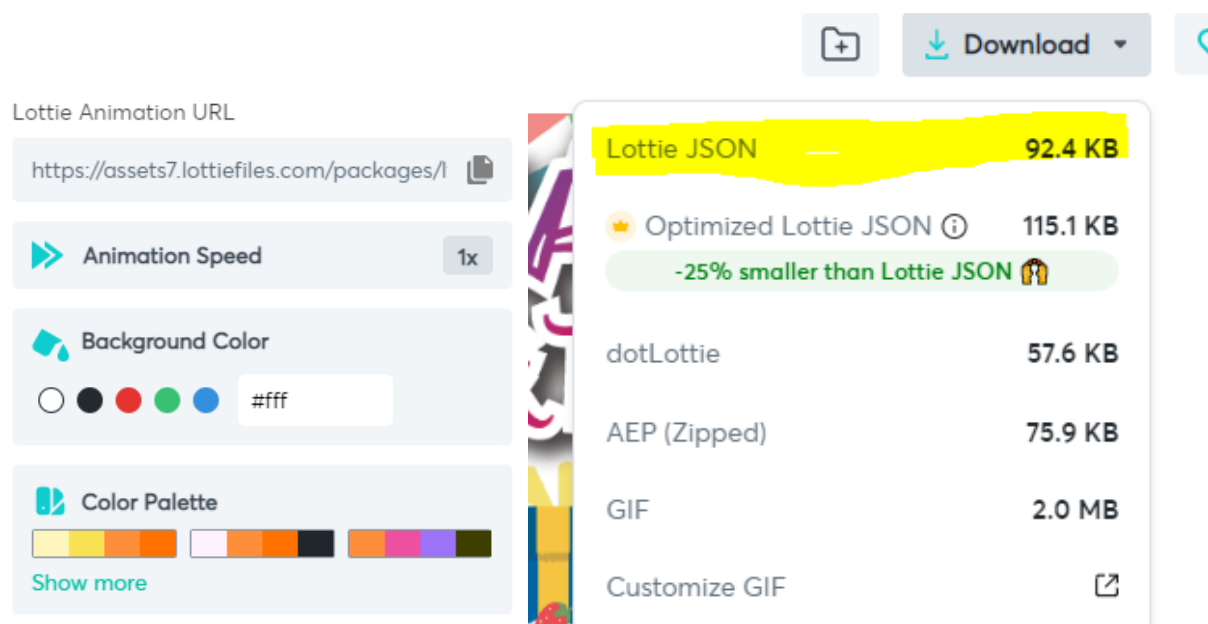 Download
Lottie Animation URL
https://assets7.lottiefiles.com/packages/l
Animation Speed
1x
Background Color
#fff
Color Palette
Show more
Lottie JSON 92.4 KB
Optimized Lottie JSON 115.1 KB
-25% smaller than Lottie JSON
dotLottie 57.6 KB
AEP (Zipped) 75.9 KB
GIF 2.0 MB
Customize GIF